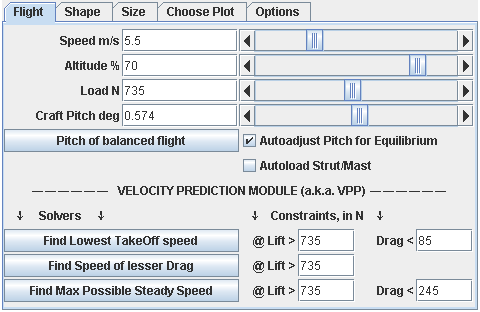 Flight Shape Size Choose Plot Options
Speed m/s 5.5
Altitude % 70
Load N 735
Craft Pitch deg 0.574
Pitch of balanced flight Autoadjust Pitch for Equilibrium
Autoload Strut/Mast
— — — — — — VELOCITY PREDICTION MODULE (a.k.a. VPP) — — — — — —
↓ Solvers ↓ ↓ Constraints, in N ↓
Find Lowest TakeOff speed @ Lift > 735 Drag < 85
Find Speed of lesser Drag @ Lift > 735
Find Max Possible Steady Speed @ Lift > 735 Drag < 245